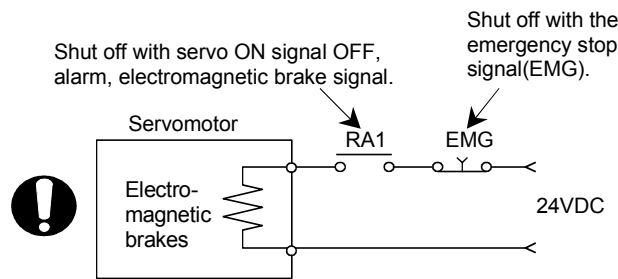 Shut off with the
emergency stop
signal(EMG).
Shut off with servo ON signal OFF,
alarm, electromagnetic brake signal.
Servomotor
RA1
EMG
Electro-
magnetic
brakes
24VDC